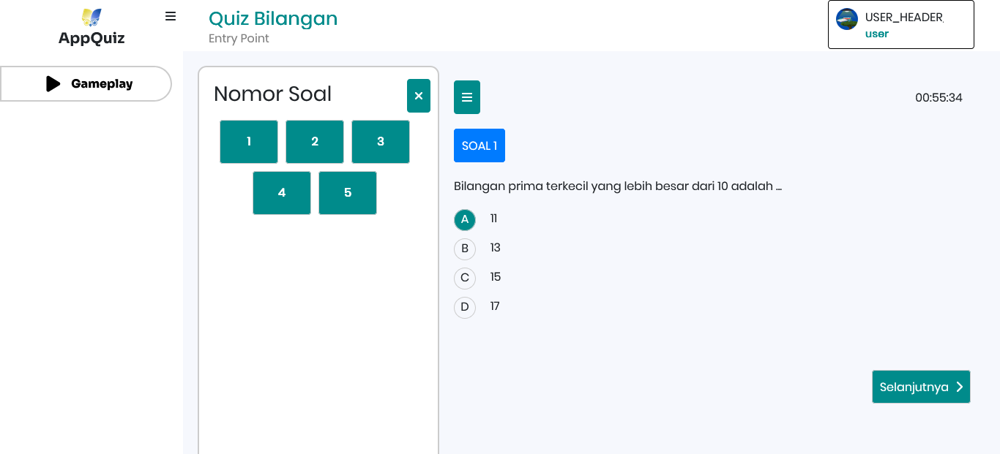 AppQuiz
Gameplay
Quiz Bilangan
Entry Point
USER_HEADER
user
Nomor Soal
1 2 3
4 5
00:55:34
SOAL 1
Bilangan prima terkecil yang lebih besar dari 10 adalah ...
A 11
B 13
C 15
D 17
Selanjutnya